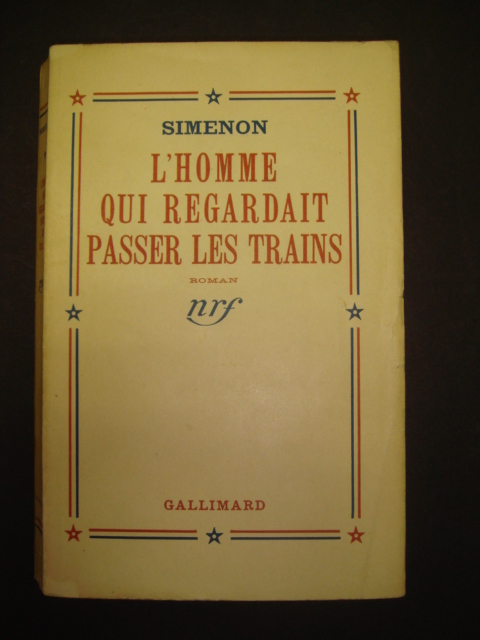 SIMENON
L'HOMME
QUI REGARDAIT
PASSER LES TRAINS
ROMAN
nrf
GALLIMARD